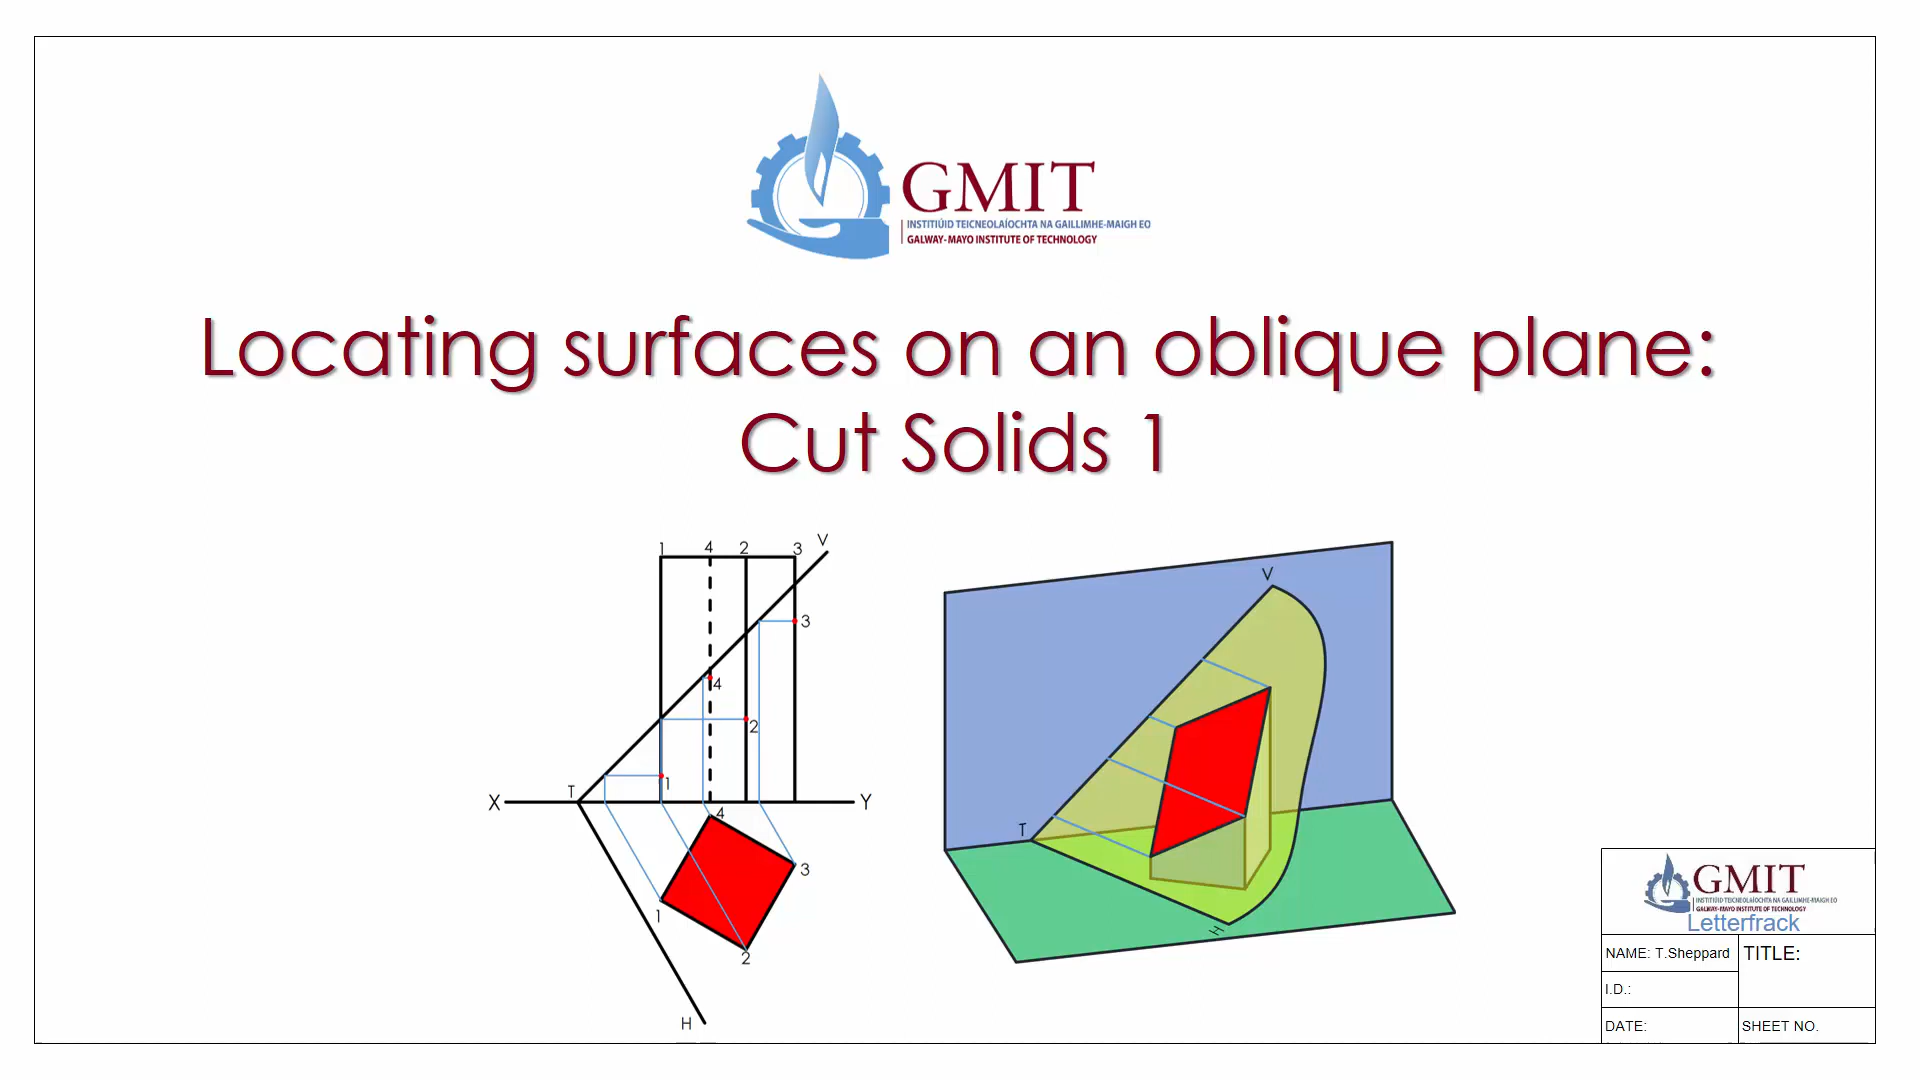 GMIT
INSTITIÚID TEICNEOLAÍOCHTA NA GAILLIMHE-MAIGH EO
GALWAY-MAYO INSTITUTE OF TECHNOLOGY
Locating surfaces on an oblique plane:
Cut Solids 1
1 4 2 3 V
3
4
2
1
T
X Y
4
3
1
2
H
V
T
H
GMIT
INSTITIÚID TEICNEOLAÍOCHTA NA GAILLIMHE-MAIGH EO
GALWAY-MAYO INSTITUTE OF TECHNOLOGY
Letterfrack
NAME: T.Sheppard TITLE:
I.D.:
DATE: SHEET NO.